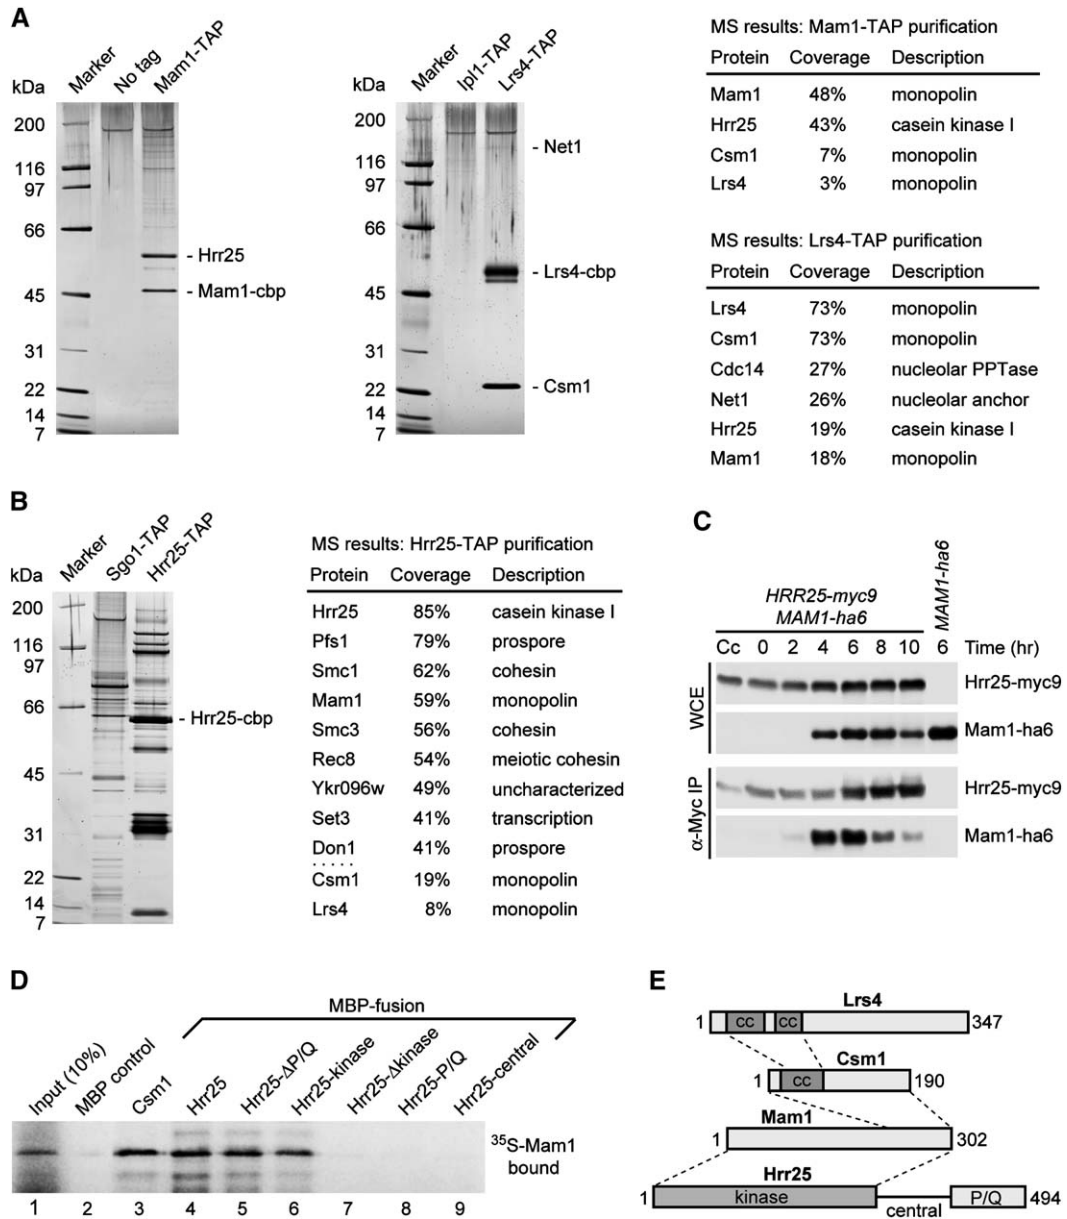 A
Marker
No tag
Mam1-TAP
kDa
200
116
97
66
45
31
22
14
7
- Hrr25
- Mam1-cbp
Marker
Ipl1-TAP
Lrs4-TAP
kDa
200
116
97
66
45
31
22
14
7
- Net1
- Lrs4-cbp
- Csm1
MS results: Mam1-TAP purification
Protein Coverage Description
Mam1 48% monopolin
Hrr25 43% casein kinase I
Csm1 7% monopolin
Lrs4 3% monopolin
MS results: Lrs4-TAP purification
Protein Coverage Description
Lrs4 73% monopolin
Csm1 73% monopolin
Cdc14 27% nucleolar PPTase
Net1 26% nucleolar anchor
Hrr25 19% casein kinase I
Mam1 18% monopolin
B
Marker
Sgo1-TAP
Hrr25-TAP
kDa
200
116
97
66
45
31
22
14
7
- Hrr25-cbp
MS results: Hrr25-TAP purification
Protein Coverage Description
Hrr25 85% casein kinase I
Pfs1 79% prospore
Smc1 62% cohesin
Mam1 59% monopolin
Smc3 56% cohesin
Rec8 54% meiotic cohesin
Ykr096w 49% uncharacterized
Set3 41% transcription
Don1 41% prospore
.....
Csm1 19% monopolin
Lrs4 8% monopolin
C
HRR25-myc9
MAM1-ha6
MAM1-ha6
Cc 0 2 4 6 8 10 6 Time (hr)
WCE
Hrr25-myc9
Mam1-ha6
α-Myc IP
Hrr25-myc9
Mam1-ha6
D
MBP-fusion
Input (10%)
MBP control
Csm1
Hrr25
Hrr25-ΔP/Q
Hrr25-kinase
Hrr25-Δkinase
Hrr25-P/Q
Hrr25-central
35S-Mam1
bound
1 2 3 4 5 6 7 8 9
E
Lrs4
1 cc cc 347
Csm1
1 cc 190
Mam1
1 302
Hrr25
1 kinase central P/Q 494